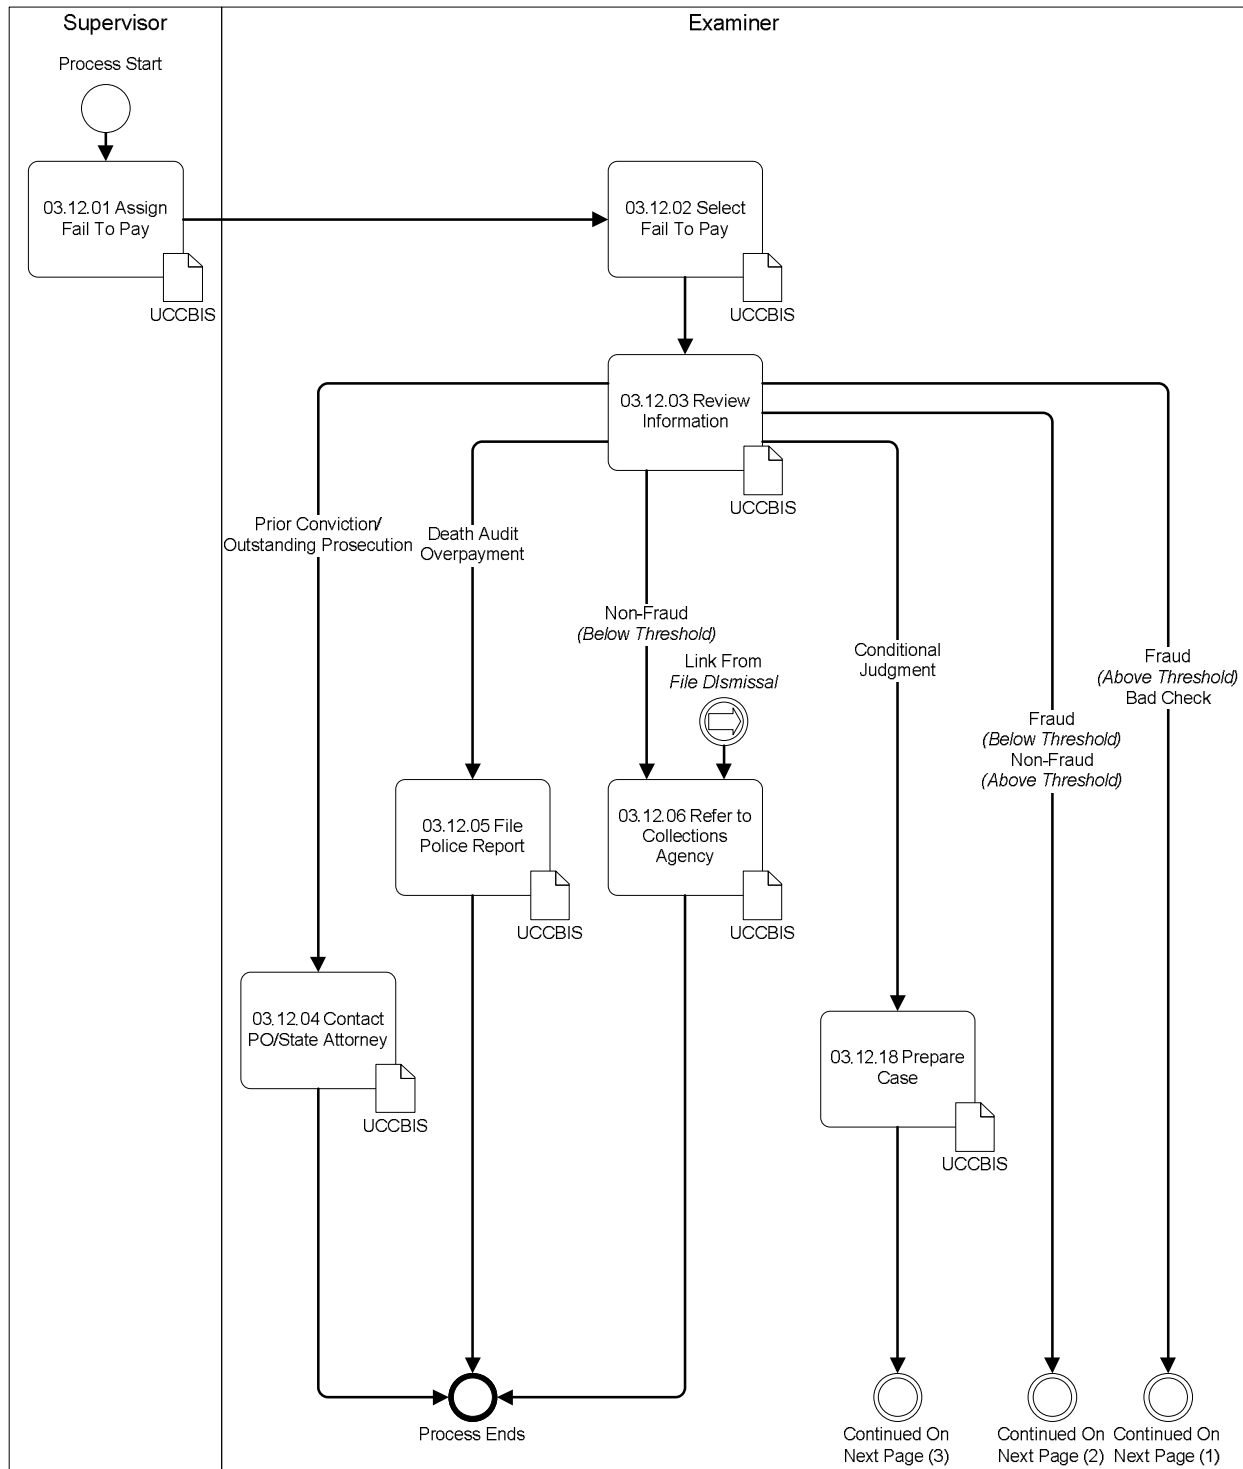 Supervisor
Examiner
Process Start
03.12.01 Assign
Fail To Pay
UCCBIS
03.12.02 Select
Fail To Pay
UCCBIS
03.12.03 Review
Information
UCCBIS
Prior Conviction/
Outstanding Prosecution
Death Audit
Overpayment
Non-Fraud
(Below Threshold)
Link From
File DIsmissal
Conditional
Judgment
Fraud
(Below Threshold)
Non-Fraud
(Above Threshold)
Fraud
(Above Threshold)
Bad Check
03.12.05 File
Police Report
UCCBIS
03.12.06 Refer to
Collections
Agency
UCCBIS
03.12.04 Contact
PO/State Attorney
UCCBIS
03.12.18 Prepare
Case
UCCBIS
Process Ends
Continued On
Next Page (3)
Continued On
Next Page (2)
Continued On
Next Page (1)